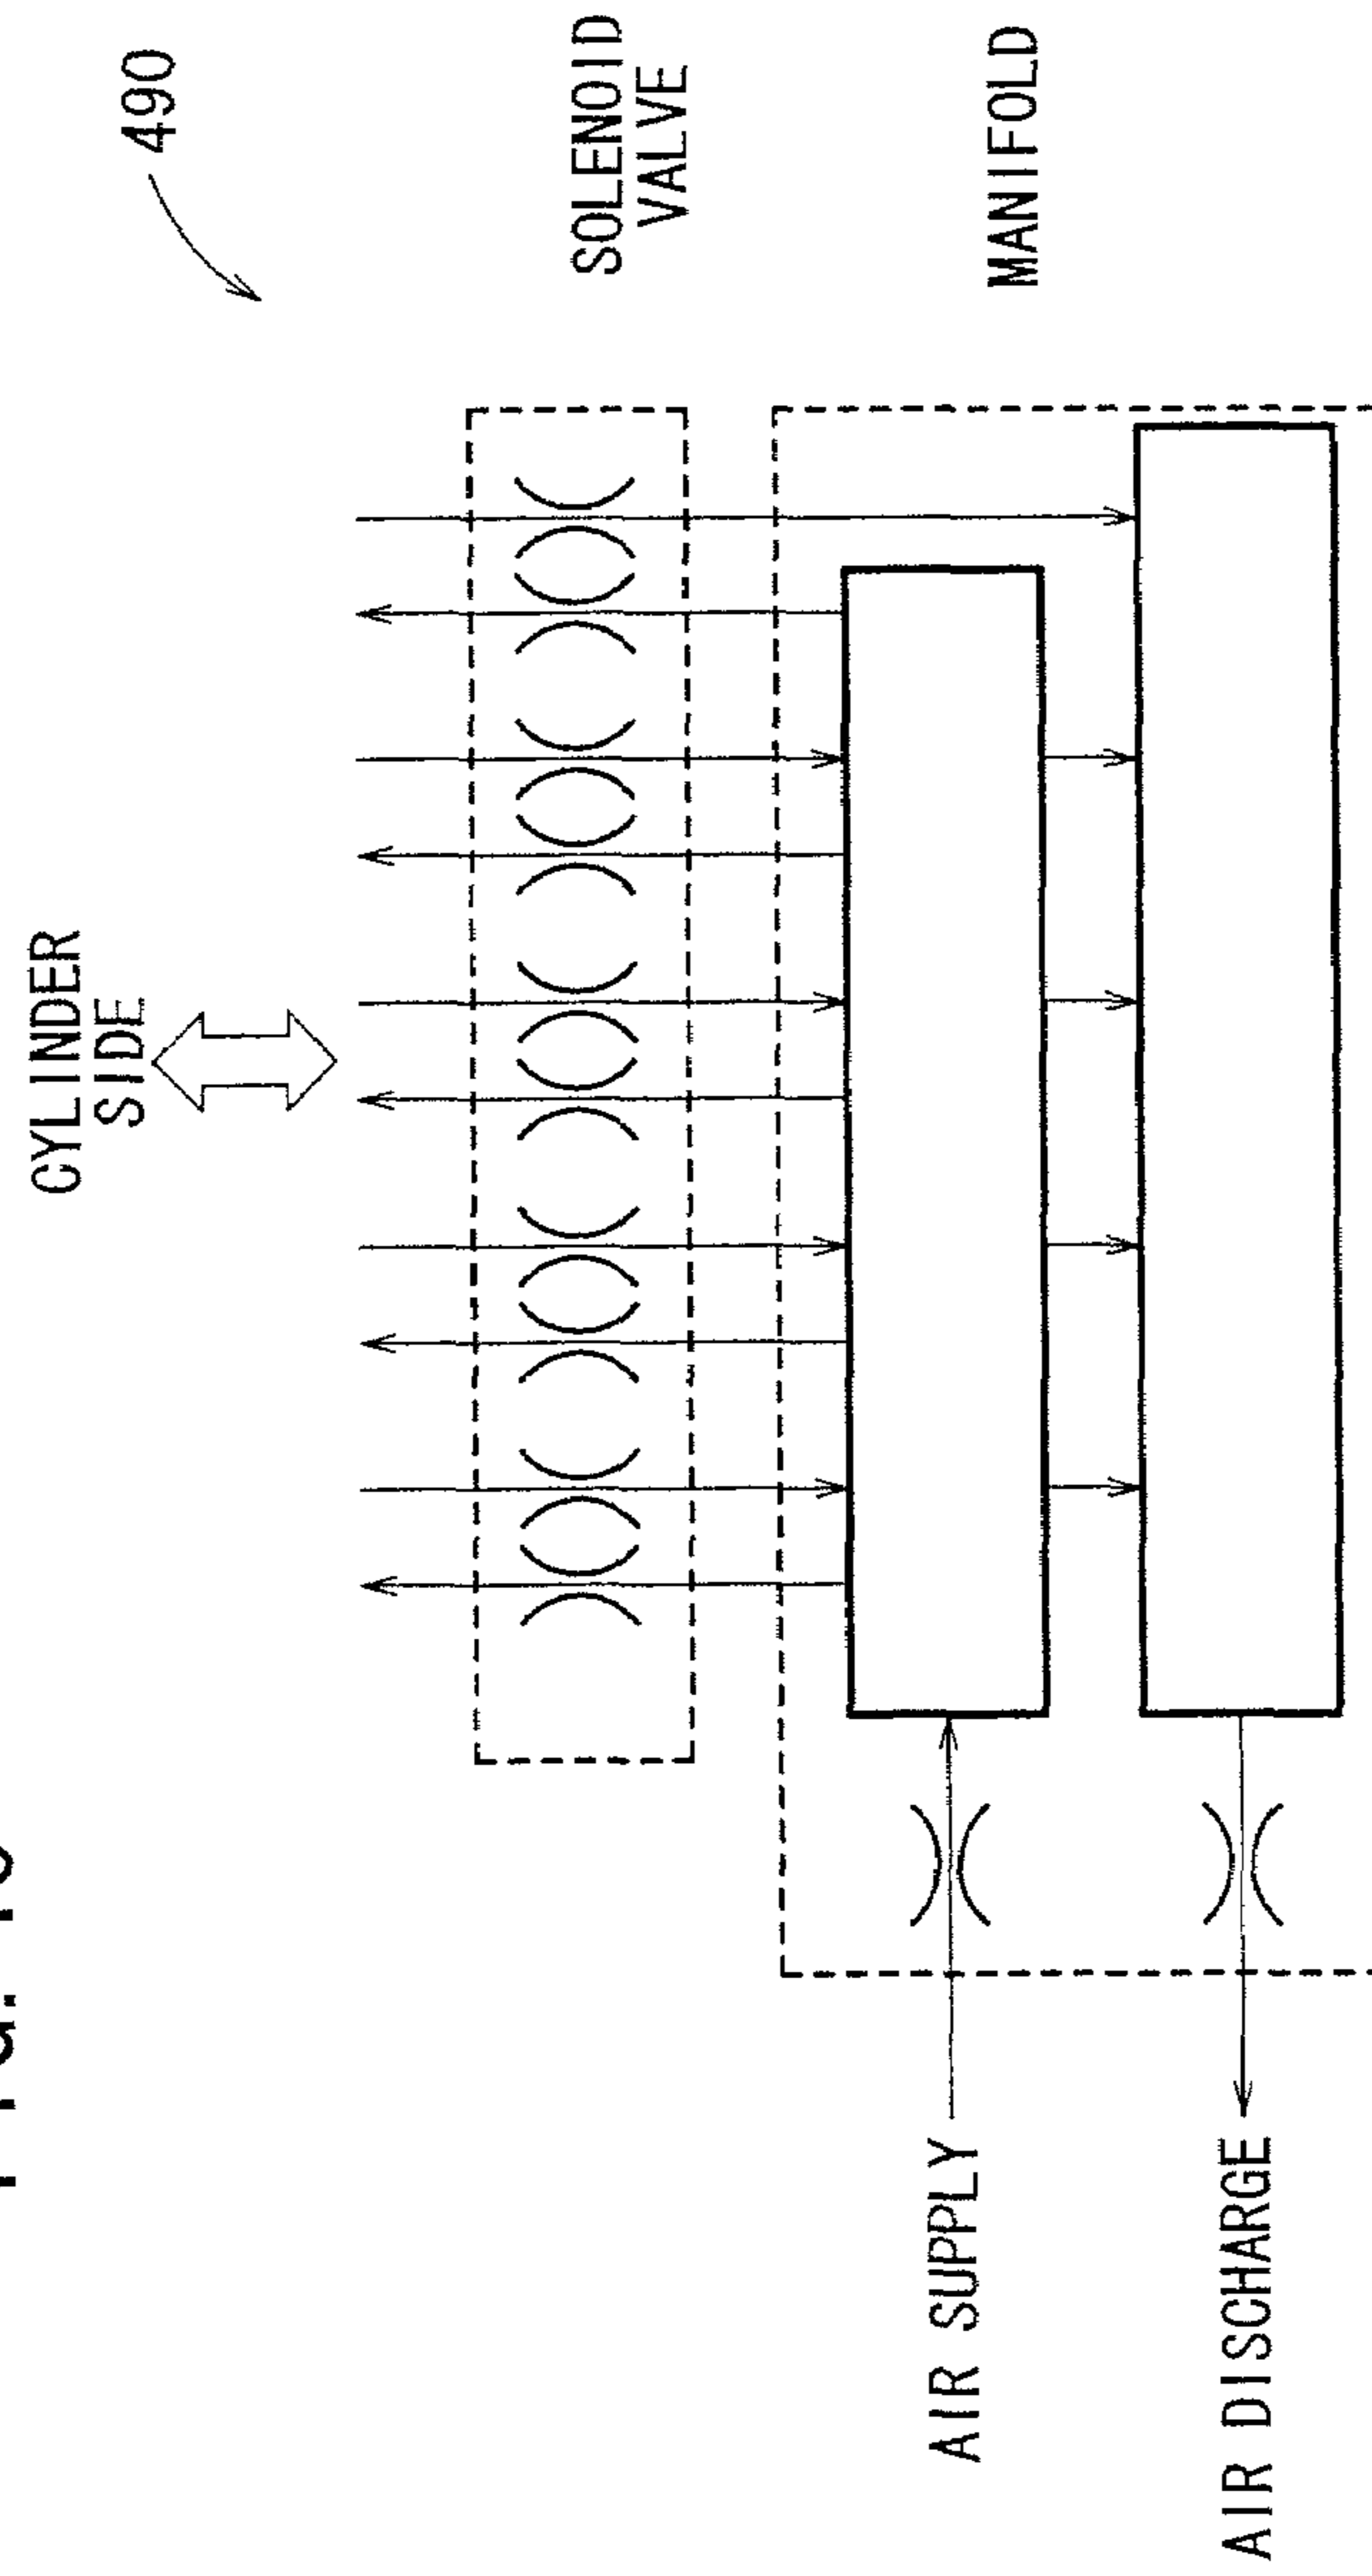 490
CYLINDER
SIDE
SOLENOID
VALVE
MANIFOLD
AIR SUPPLY
AIR DISCHARGE